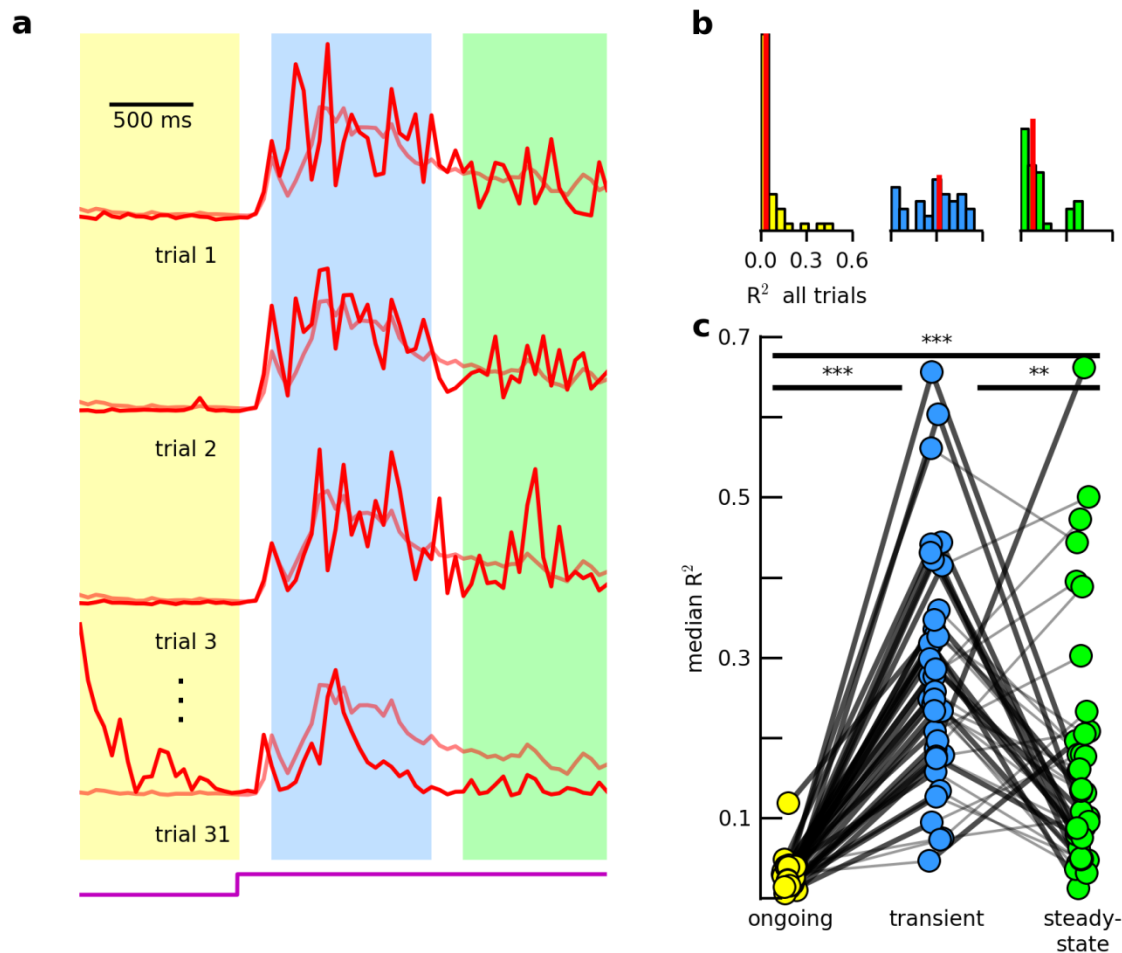 a
500 ms
trial 1
trial 2
trial 3
trial 31
b
0.0 0.3 0.6
R² all trials
c
0.7
0.5
0.3
0.1
median R²
***
*** **
ongoing transient steady-
state